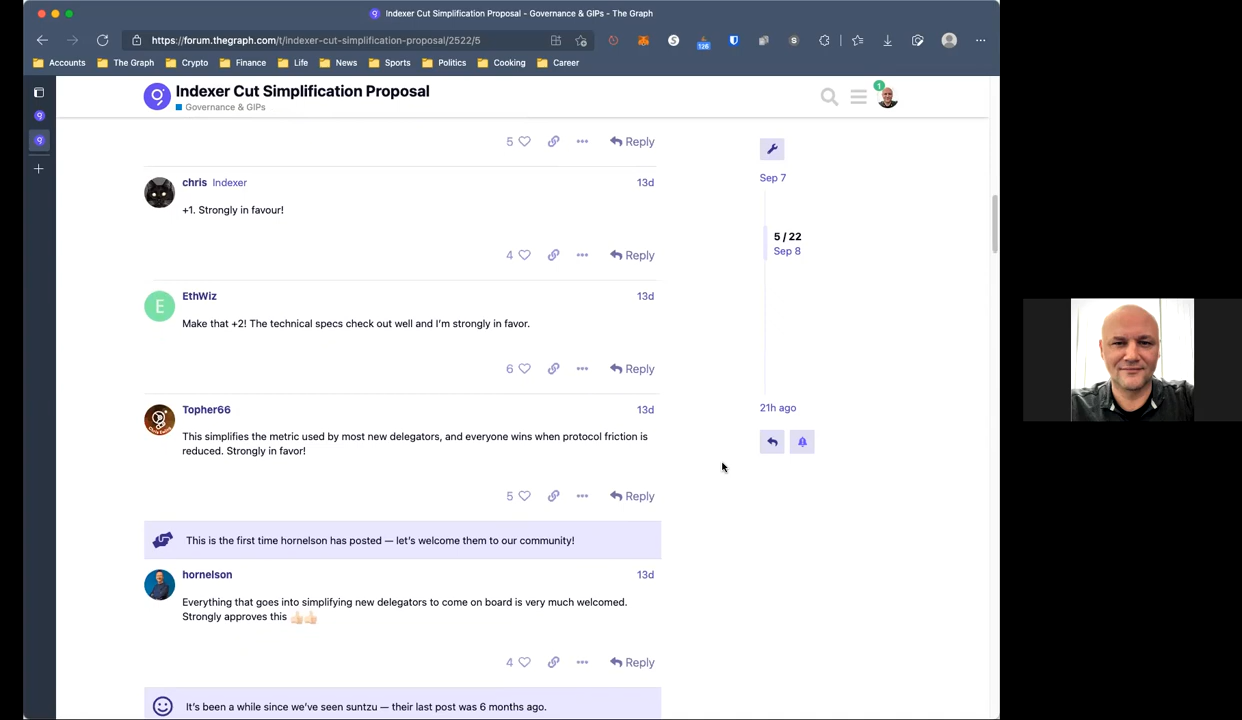 Indexer Cut Simplification Proposal - Governance & GIPs - The Graph
https://forum.thegraph.com/t/indexer-cut-simplification-proposal/2522/5
126
Accounts
The Graph
Crypto
Finance
Life
News
Sports
Politics
Cooking
Career
Indexer Cut Simplification Proposal
Governance & GIPs
1
5
Reply
Sep 7
chris Indexer 13d
+1. Strongly in favour!
5 / 22
Sep 8
4
Reply
E
EthWiz 13d
Make that +2! The technical specs check out well and I'm strongly in favor.
6
Reply
21h ago
Topher66 13d
This simplifies the metric used by most new delegators, and everyone wins when protocol friction is
reduced. Strongly in favor!
5
Reply
This is the first time hornelson has posted — let's welcome them to our community!
hornelson 13d
Everything that goes into simplifying new delegators to come on board is very much welcomed.
Strongly approves this 👍🏻👍🏻
4
Reply
It's been a while since we've seen suntzu — their last post was 6 months ago.